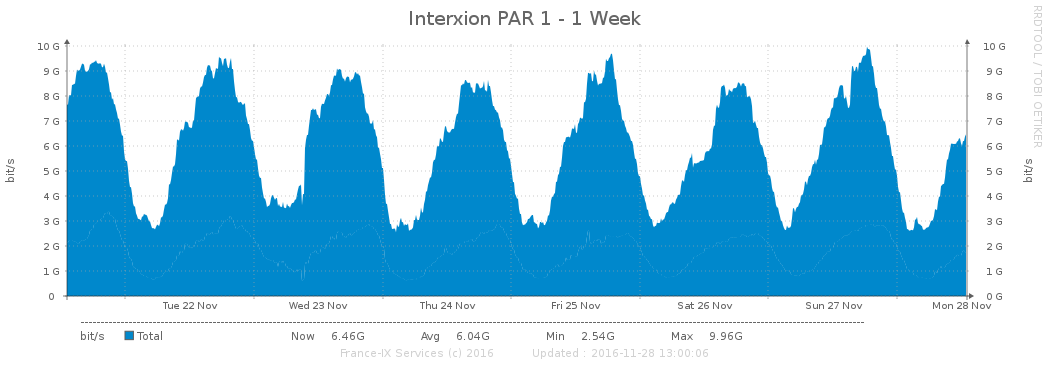 Interxion PAR 1 - 1 Week
RRDTOOL / TOBI OETIKER
bit/s
bit/s
10 G 10 G
9 G 9 G
8 G 8 G
7 G 7 G
6 G 6 G
5 G 5 G
4 G 4 G
3 G 3 G
2 G 2 G
1 G 1 G
0 0 G
Tue 22 Nov Wed 23 Nov Thu 24 Nov Fri 25 Nov Sat 26 Nov Sun 27 Nov Mon 28 Nov
bit/s Total Now 6.46G Avg 6.04G Min 2.54G Max 9.96G
France-IX Services (c) 2016 Updated : 2016-11-28 13:00:06